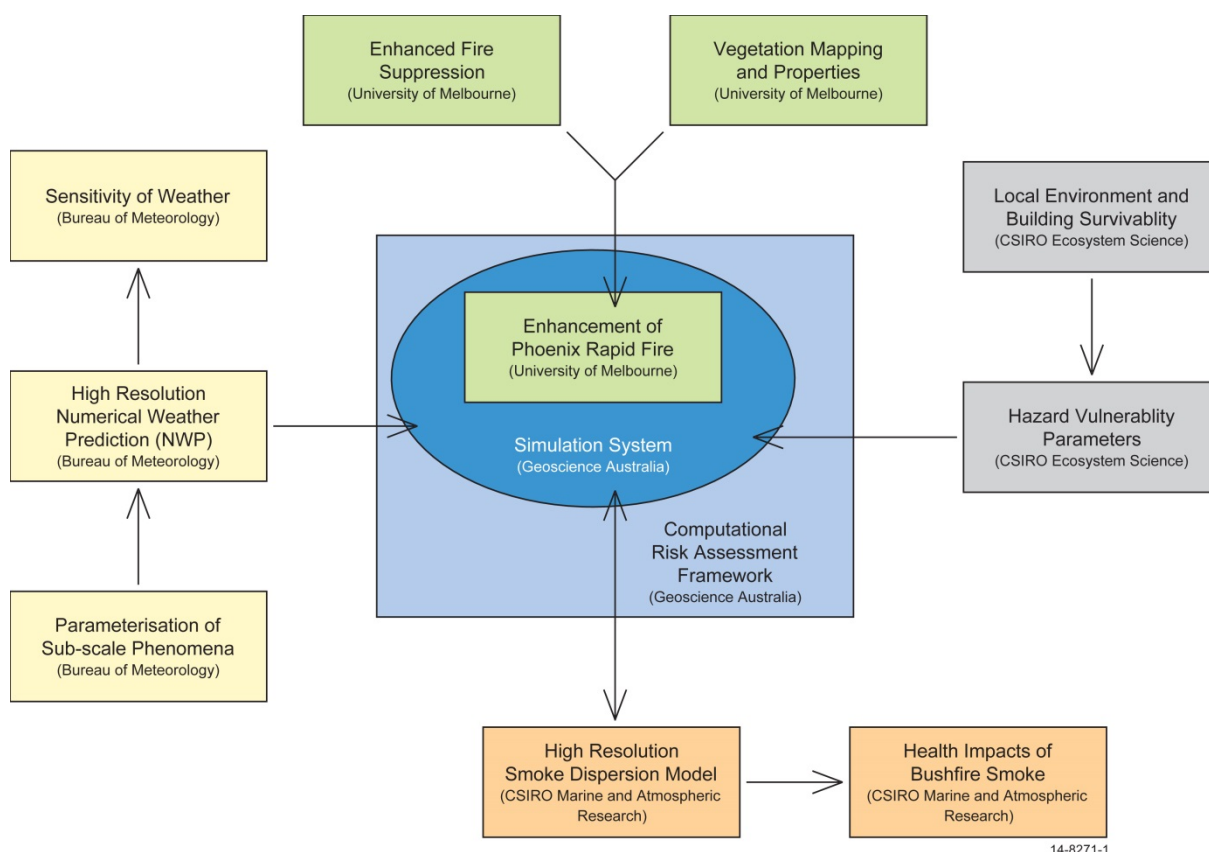 Enhanced Fire
Suppression
(University of Melbourne)
Vegetation Mapping
and Properties
(University of Melbourne)
Sensitivity of Weather
(Bureau of Meteorology)
Local Environment and
Building Survivablity
(CSIRO Ecosystem Science)
Enhancement of
Phoenix Rapid Fire
(University of Melbourne)
High Resolution
Numerical Weather
Prediction (NWP)
(Bureau of Meteorology)
Simulation System
(Geoscience Australia)
Hazard Vulnerablity
Parameters
(CSIRO Ecosystem Science)
Computational
Risk Assessment
Framework
(Geoscience Australia)
Parameterisation of
Sub-scale Phenomena
(Bureau of Meteorology)
High Resolution
Smoke Dispersion Model
(CSIRO Marine and Atmospheric
Research)
Health Impacts of
Bushfire Smoke
(CSIRO Marine and Atmospheric
Research)
14-8271-1